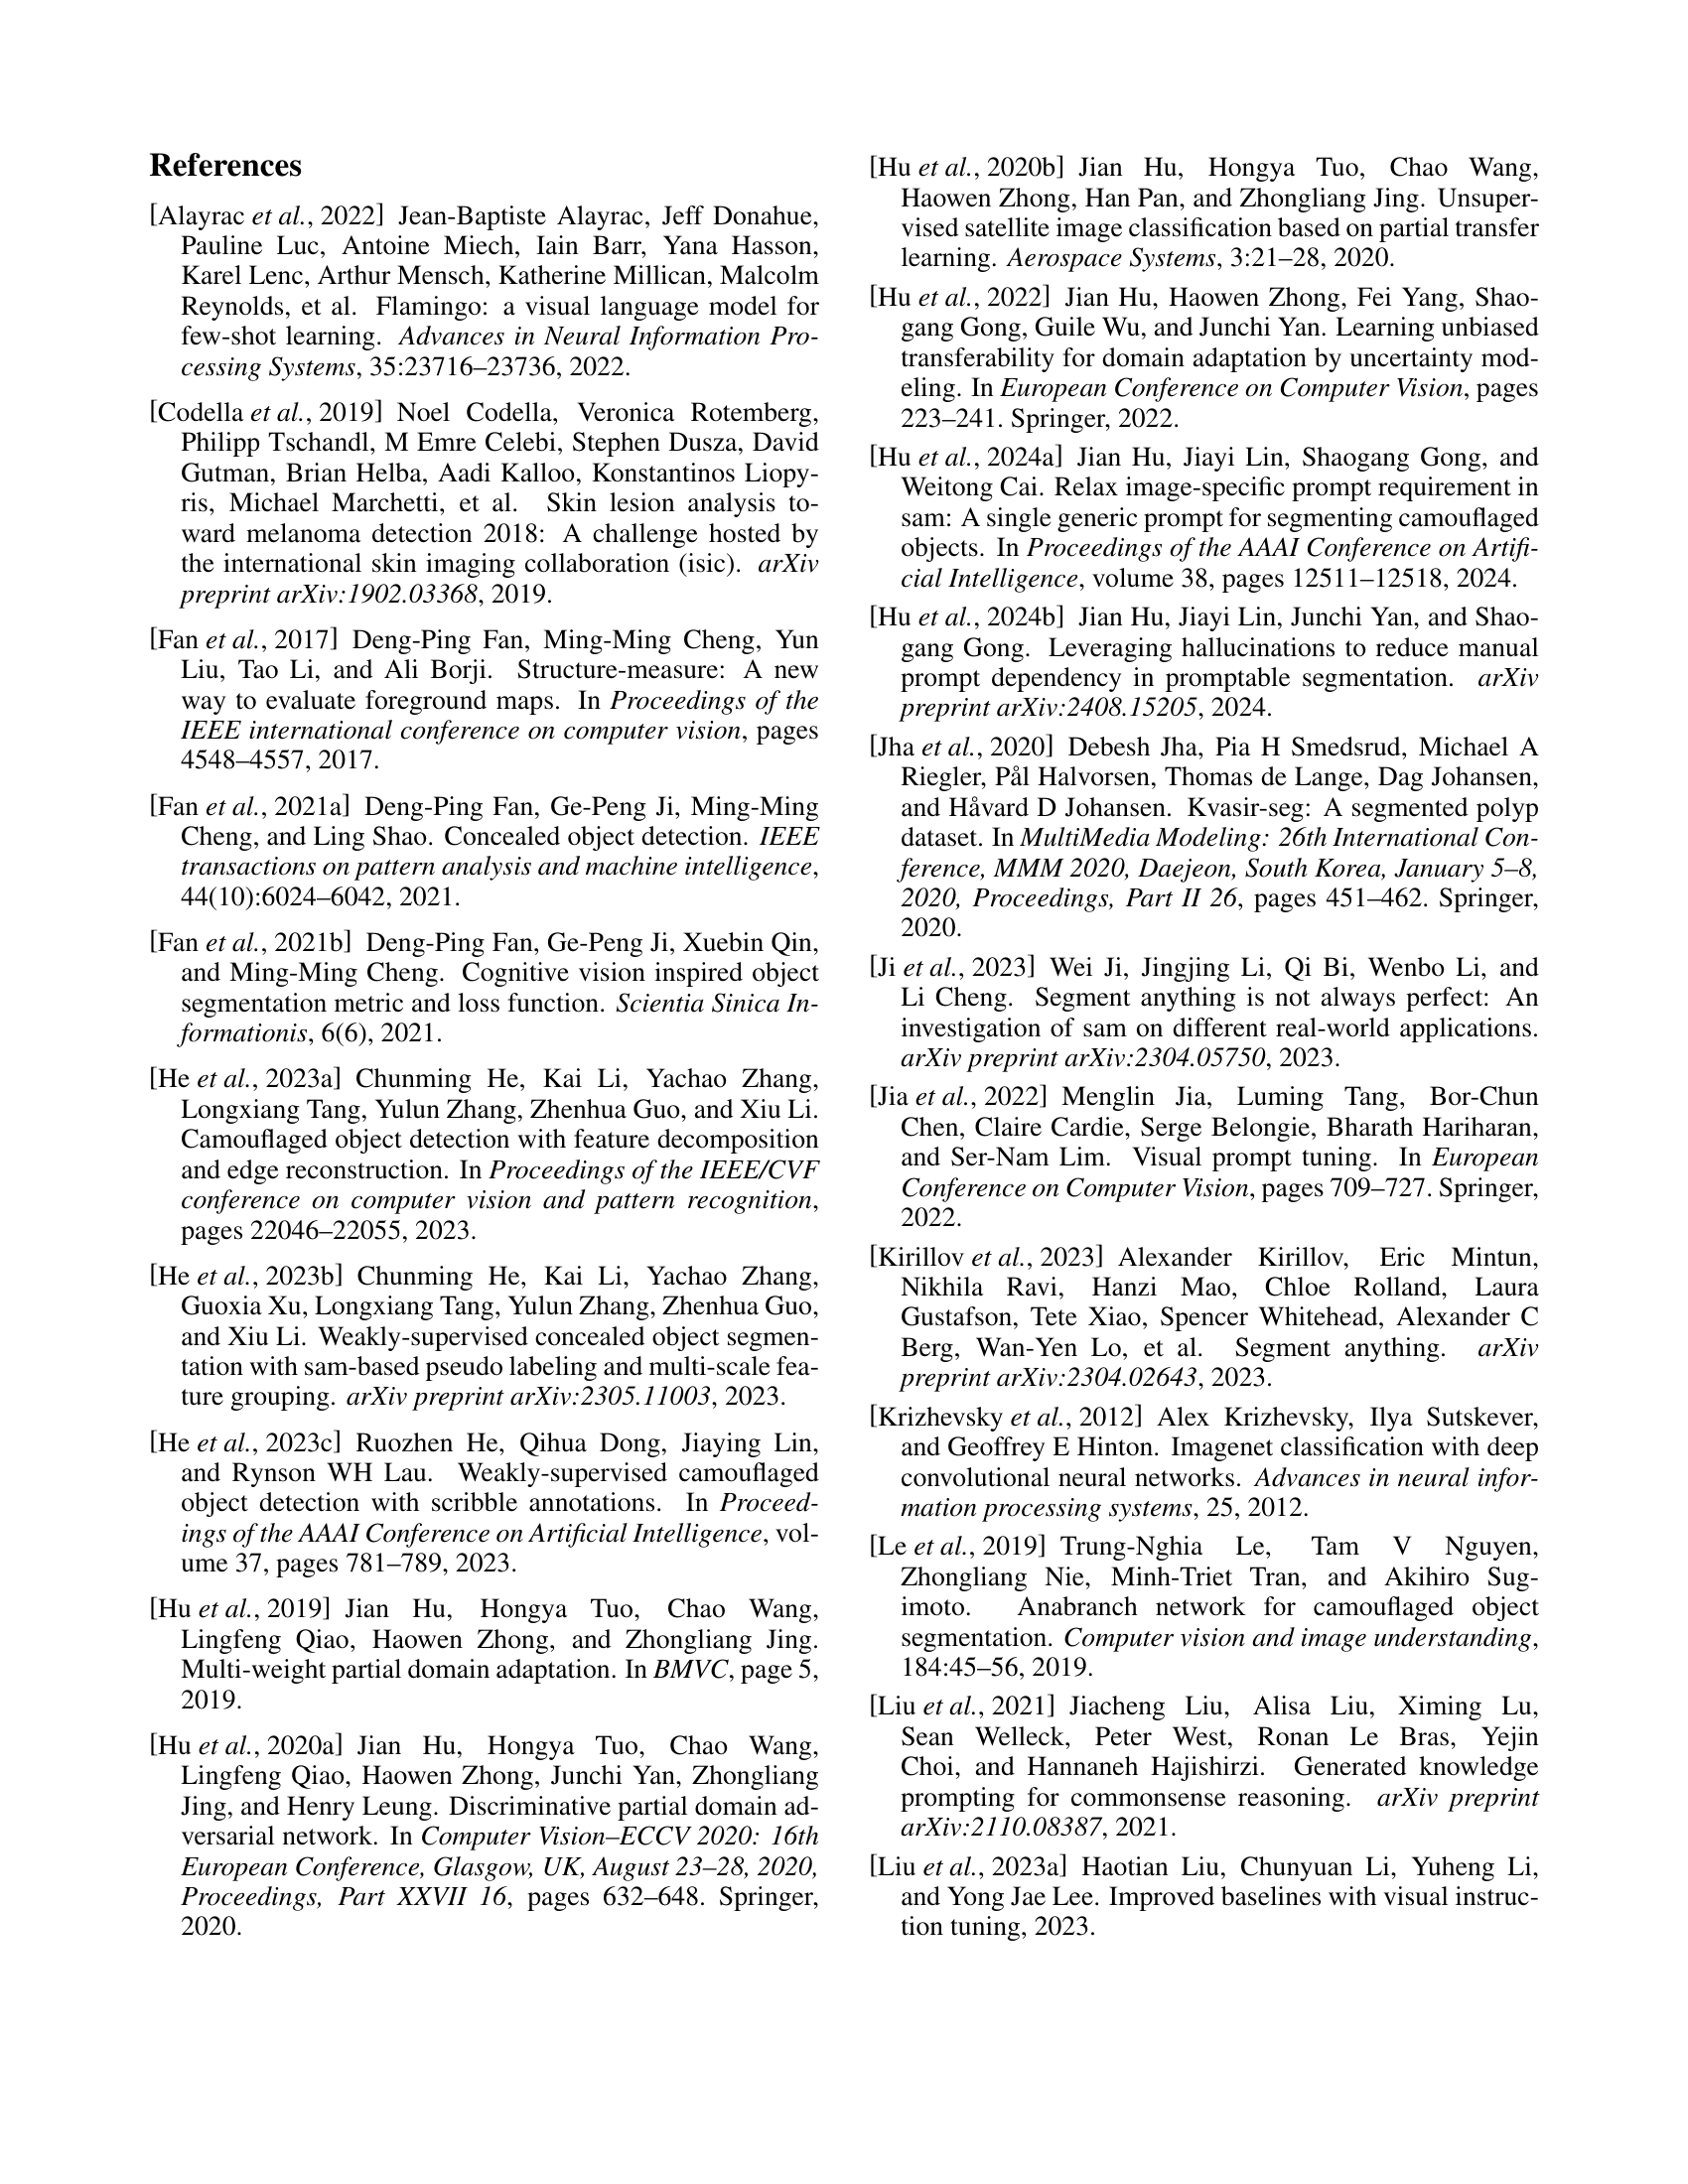 References
[Alayrac et al., 2022] Jean-Baptiste Alayrac, Jeff Donahue,
Pauline Luc, Antoine Miech, Iain Barr, Yana Hasson,
Karel Lenc, Arthur Mensch, Katherine Millican, Malcolm
Reynolds, et al. Flamingo: a visual language model for
few-shot learning. Advances in Neural Information Pro-
cessing Systems, 35:23716–23736, 2022.
[Codella et al., 2019] Noel Codella, Veronica Rotemberg,
Philipp Tschandl, M Emre Celebi, Stephen Dusza, David
Gutman, Brian Helba, Aadi Kalloo, Konstantinos Liopy-
ris, Michael Marchetti, et al. Skin lesion analysis to-
ward melanoma detection 2018: A challenge hosted by
the international skin imaging collaboration (isic). arXiv
preprint arXiv:1902.03368, 2019.
[Fan et al., 2017] Deng-Ping Fan, Ming-Ming Cheng, Yun
Liu, Tao Li, and Ali Borji. Structure-measure: A new
way to evaluate foreground maps. In Proceedings of the
IEEE international conference on computer vision, pages
4548–4557, 2017.
[Fan et al., 2021a] Deng-Ping Fan, Ge-Peng Ji, Ming-Ming
Cheng, and Ling Shao. Concealed object detection. IEEE
transactions on pattern analysis and machine intelligence,
44(10):6024–6042, 2021.
[Fan et al., 2021b] Deng-Ping Fan, Ge-Peng Ji, Xuebin Qin,
and Ming-Ming Cheng. Cognitive vision inspired object
segmentation metric and loss function. Scientia Sinica In-
formationis, 6(6), 2021.
[He et al., 2023a] Chunming He, Kai Li, Yachao Zhang,
Longxiang Tang, Yulun Zhang, Zhenhua Guo, and Xiu Li.
Camouflaged object detection with feature decomposition
and edge reconstruction. In Proceedings of the IEEE/CVF
conference on computer vision and pattern recognition,
pages 22046–22055, 2023.
[He et al., 2023b] Chunming He, Kai Li, Yachao Zhang,
Guoxia Xu, Longxiang Tang, Yulun Zhang, Zhenhua Guo,
and Xiu Li. Weakly-supervised concealed object segmen-
tation with sam-based pseudo labeling and multi-scale fea-
ture grouping. arXiv preprint arXiv:2305.11003, 2023.
[He et al., 2023c] Ruozhen He, Qihua Dong, Jiaying Lin,
and Rynson WH Lau. Weakly-supervised camouflaged
object detection with scribble annotations. In Proceed-
ings of the AAAI Conference on Artificial Intelligence, vol-
ume 37, pages 781–789, 2023.
[Hu et al., 2019] Jian Hu, Hongya Tuo, Chao Wang,
Lingfeng Qiao, Haowen Zhong, and Zhongliang Jing.
Multi-weight partial domain adaptation. In BMVC, page 5,
2019.
[Hu et al., 2020a] Jian Hu, Hongya Tuo, Chao Wang,
Lingfeng Qiao, Haowen Zhong, Junchi Yan, Zhongliang
Jing, and Henry Leung. Discriminative partial domain ad-
versarial network. In Computer Vision–ECCV 2020: 16th
European Conference, Glasgow, UK, August 23–28, 2020,
Proceedings, Part XXVII 16, pages 632–648. Springer,
2020.
[Hu et al., 2020b] Jian Hu, Hongya Tuo, Chao Wang,
Haowen Zhong, Han Pan, and Zhongliang Jing. Unsuper-
vised satellite image classification based on partial transfer
learning. Aerospace Systems, 3:21–28, 2020.
[Hu et al., 2022] Jian Hu, Haowen Zhong, Fei Yang, Shao-
gang Gong, Guile Wu, and Junchi Yan. Learning unbiased
transferability for domain adaptation by uncertainty mod-
eling. In European Conference on Computer Vision, pages
223–241. Springer, 2022.
[Hu et al., 2024a] Jian Hu, Jiayi Lin, Shaogang Gong, and
Weitong Cai. Relax image-specific prompt requirement in
sam: A single generic prompt for segmenting camouflaged
objects. In Proceedings of the AAAI Conference on Artifi-
cial Intelligence, volume 38, pages 12511–12518, 2024.
[Hu et al., 2024b] Jian Hu, Jiayi Lin, Junchi Yan, and Shao-
gang Gong. Leveraging hallucinations to reduce manual
prompt dependency in promptable segmentation. arXiv
preprint arXiv:2408.15205, 2024.
[Jha et al., 2020] Debesh Jha, Pia H Smedsrud, Michael A
Riegler, Pål Halvorsen, Thomas de Lange, Dag Johansen,
and Håvard D Johansen. Kvasir-seg: A segmented polyp
dataset. In MultiMedia Modeling: 26th International Con-
ference, MMM 2020, Daejeon, South Korea, January 5–8,
2020, Proceedings, Part II 26, pages 451–462. Springer,
2020.
[Ji et al., 2023] Wei Ji, Jingjing Li, Qi Bi, Wenbo Li, and
Li Cheng. Segment anything is not always perfect: An
investigation of sam on different real-world applications.
arXiv preprint arXiv:2304.05750, 2023.
[Jia et al., 2022] Menglin Jia, Luming Tang, Bor-Chun
Chen, Claire Cardie, Serge Belongie, Bharath Hariharan,
and Ser-Nam Lim. Visual prompt tuning. In European
Conference on Computer Vision, pages 709–727. Springer,
2022.
[Kirillov et al., 2023] Alexander Kirillov, Eric Mintun,
Nikhila Ravi, Hanzi Mao, Chloe Rolland, Laura
Gustafson, Tete Xiao, Spencer Whitehead, Alexander C
Berg, Wan-Yen Lo, et al. Segment anything. arXiv
preprint arXiv:2304.02643, 2023.
[Krizhevsky et al., 2012] Alex Krizhevsky, Ilya Sutskever,
and Geoffrey E Hinton. Imagenet classification with deep
convolutional neural networks. Advances in neural infor-
mation processing systems, 25, 2012.
[Le et al., 2019] Trung-Nghia Le, Tam V Nguyen,
Zhongliang Nie, Minh-Triet Tran, and Akihiro Sug-
imoto. Anabranch network for camouflaged object
segmentation. Computer vision and image understanding,
184:45–56, 2019.
[Liu et al., 2021] Jiacheng Liu, Alisa Liu, Ximing Lu,
Sean Welleck, Peter West, Ronan Le Bras, Yejin
Choi, and Hannaneh Hajishirzi. Generated knowledge
prompting for commonsense reasoning. arXiv preprint
arXiv:2110.08387, 2021.
[Liu et al., 2023a] Haotian Liu, Chunyuan Li, Yuheng Li,
and Yong Jae Lee. Improved baselines with visual instruc-
tion tuning, 2023.